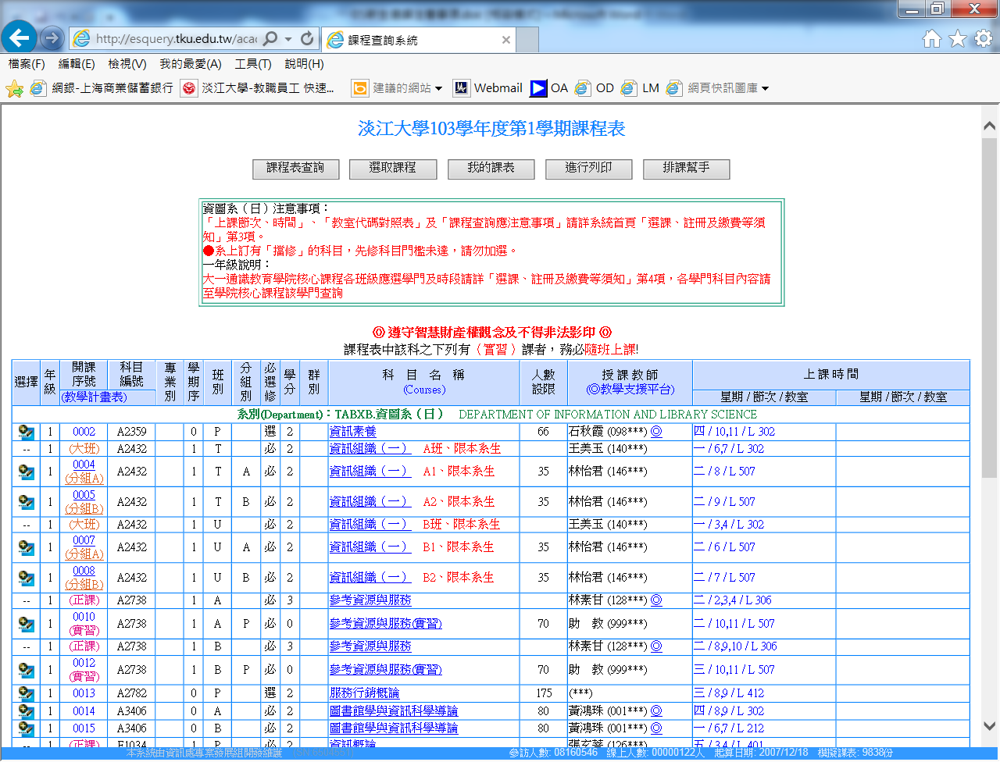 http://esquery.tku.edu.tw/acad
課程查詢系統
檔案(F) 編輯(E) 檢視(V) 我的最愛(A) 工具(T) 說明(H)
網銀-上海商業儲蓄銀行 淡江大學-教職員工 快速... 建議的網站 Webmail OA OD LM 網頁快訊圖庫
淡江大學103學年度第1學期課程表
課程表查詢 選取課程 我的課表 進行列印 排課幫手
資圖系（日）注意事項：
「上課節次、時間」、「教室代碼對照表」及「課程查詢應注意事項」請詳系統首頁「選課、註冊及繳費等須
知」第3項。
●系上訂有「擋修」的科目，先修科目門檻未達，請勿加選。
一年級說明：
大一通識教育學院核心課程各班級應選學門及時段請詳「選課、註冊及繳費等須知」第4項，各學門科目內容請
至學院核心課程該學門查詢
◎ 遵守智慧財產權觀念及不得非法影印 ◎
課程表中該科之下列有（實習）課者，務必隨班上課!
選擇 年級 開課序號 (教學計畫表) 科目編號 專業別 學期序 班別 分組別 必選修 學分 群別 科 目 名 稱 (Courses) 人數設限 授 課 教 師 (◎教學支援平台) 上 課 時 間
星期 / 節次 / 教室 星期 / 節次 / 教室
系別(Department)：TABXB.資圖系（日） DEPARTMENT OF INFORMATION AND LIBRARY SCIENCE
1 0002 A2359 0 P 選 2 資訊素養 66 石秋霞 (098***) ◎ 四 / 10,11 / L 302
-- 1 (大班) A2432 1 T 必 2 資訊組織（一） A班、限本系生 王美玉 (140***) 一 / 6,7 / L 302
1 0004 (分組A) A2432 1 T A 必 2 資訊組織（一） A1、限本系生 35 林怡君 (146***) 二 / 8 / L 507
1 0005 (分組B) A2432 1 T B 必 2 資訊組織（一） A2、限本系生 35 林怡君 (146***) 二 / 9 / L 507
-- 1 (大班) A2432 1 U 必 2 資訊組織（一） B班、限本系生 王美玉 (140***) 一 / 3,4 / L 302
1 0007 (分組A) A2432 1 U A 必 2 資訊組織（一） B1、限本系生 35 林怡君 (146***) 二 / 6 / L 507
1 0008 (分組B) A2432 1 U B 必 2 資訊組織（一） B2、限本系生 35 林怡君 (146***) 二 / 7 / L 507
-- 1 (正課) A2738 1 A 必 3 參考資源與服務 林素甘 (128***) ◎ 二 / 2,3,4 / L 306
1 0010 (實習) A2738 1 A P 必 0 參考資源與服務(實習) 70 助 教 (999***) 二 / 10,11 / L 507
-- 1 (正課) A2738 1 B 必 3 參考資源與服務 林素甘 (128***) ◎ 二 / 8,9,10 / L 306
1 0012 (實習) A2738 1 B P 必 0 參考資源與服務(實習) 70 助 教 (999***) 三 / 10,11 / L 507
1 0013 A2782 0 P 選 2 服務行銷概論 175 (***) 三 / 8,9 / L 412
1 0014 A3406 0 A 必 2 圖書館學與資訊科學導論 80 黃鴻珠 (001***) ◎ 四 / 8,9 / L 302
1 0015 A3406 0 B 必 2 圖書館學與資訊科學導論 80 黃鴻珠 (001***) ◎ 一 / 6,7 / L 212
-- 1 (正課) E1034 1 P 必 2 資訊概論 張玄菩 (126***) 五 / 3,4 / L 401
本系統由資訊處專案發展組開發維護 參訪人數: 08160546 線上人數: 00000122人 起算日期: 2007/12/18 模擬課表: 9838份